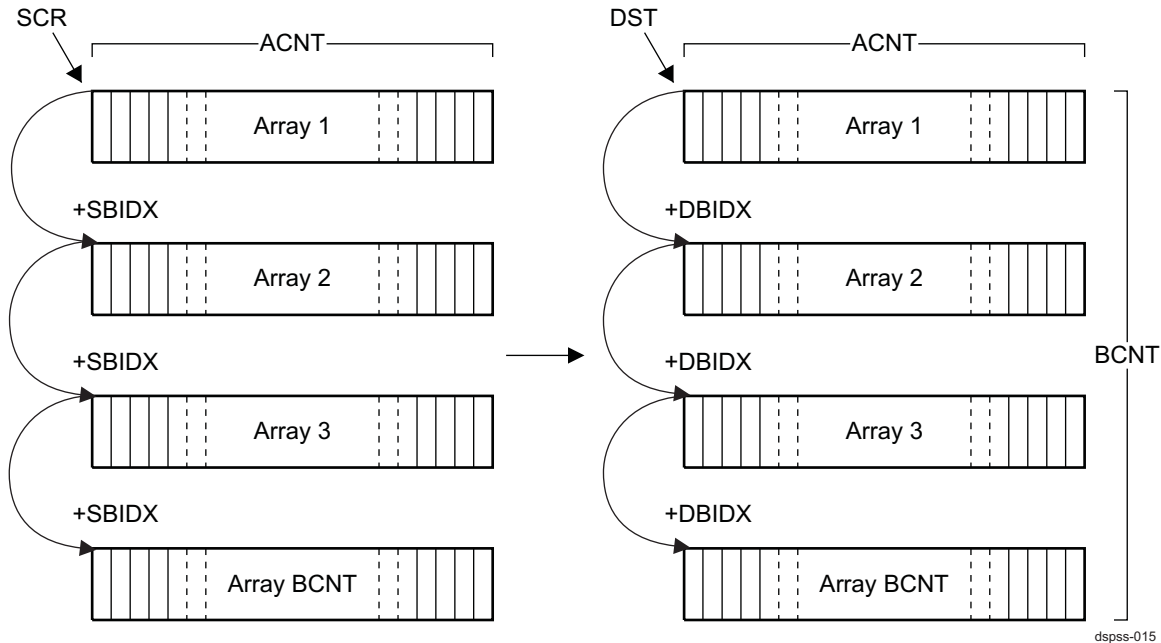 SCR
DST
ACNT
ACNT
Array 1
Array 1
+SBIDX
+DBIDX
Array 2
Array 2
+SBIDX
+DBIDX
BCNT
Array 3
Array 3
+SBIDX
+DBIDX
Array BCNT
Array BCNT
dspss-015